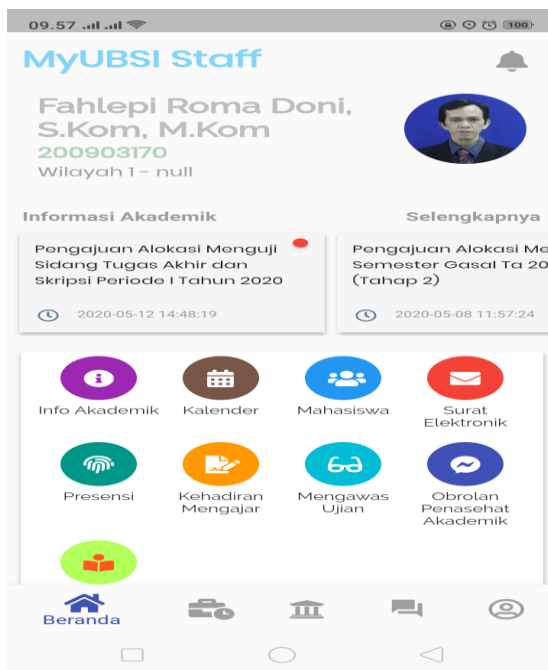 09.57
100
MyUBSI Staff
Fahlepi Roma Doni,
S.Kom, M.Kom
200903170
Wilayah 1 - null
Informasi Akademik
Selengkapnya
Pengajuan Alokasi Menguji
Sidang Tugas Akhir dan
Skripsi Periode I Tahun 2020
2020-05-12 14:48:19
Pengajuan Alokasi Me
Semester Gasal Ta 20
(Tahap 2)
2020-05-08 11:57:24
Info Akademik
Kalender
Mahasiswa
Surat
Elektronik
Presensi
Kehadiran
Mengajar
Mengawas
Ujian
Obrolan
Penasehat
Akademik
Beranda